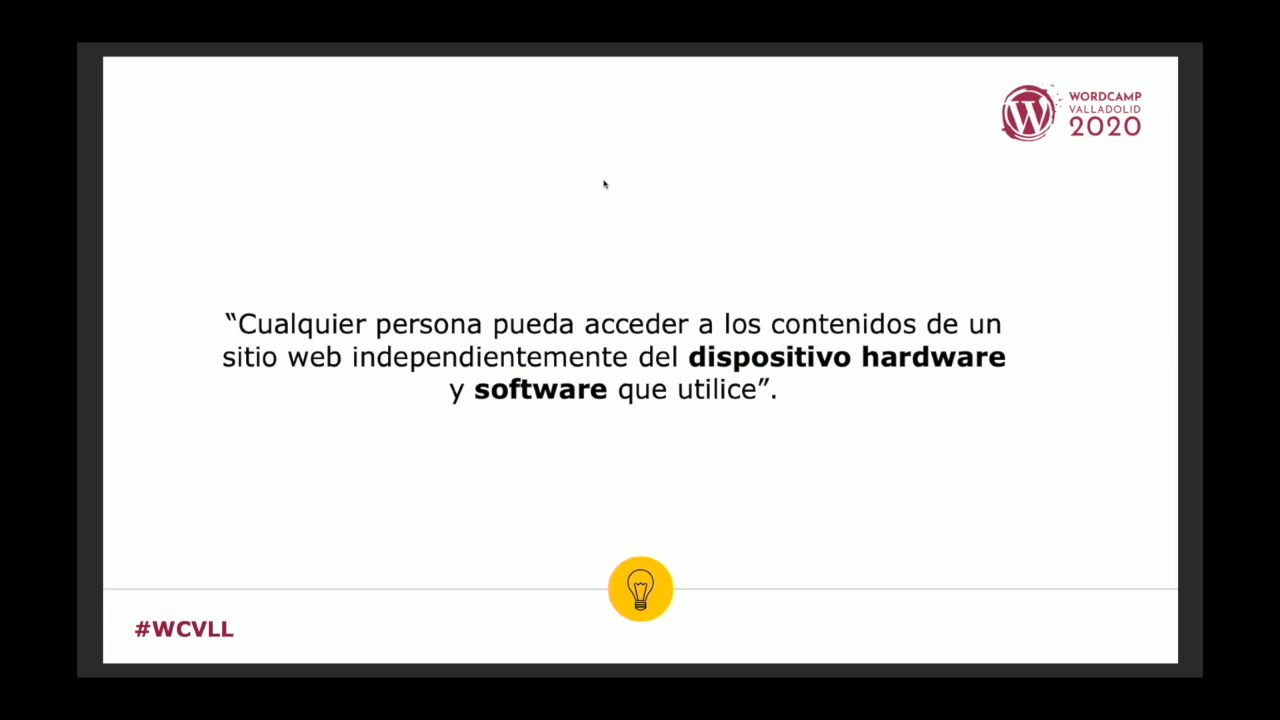 WORDCAMP
VALLADOLID
2020
“Cualquier persona pueda acceder a los contenidos de un
sitio web independientemente del dispositivo hardware
y software que utilice”.
#WCVLL